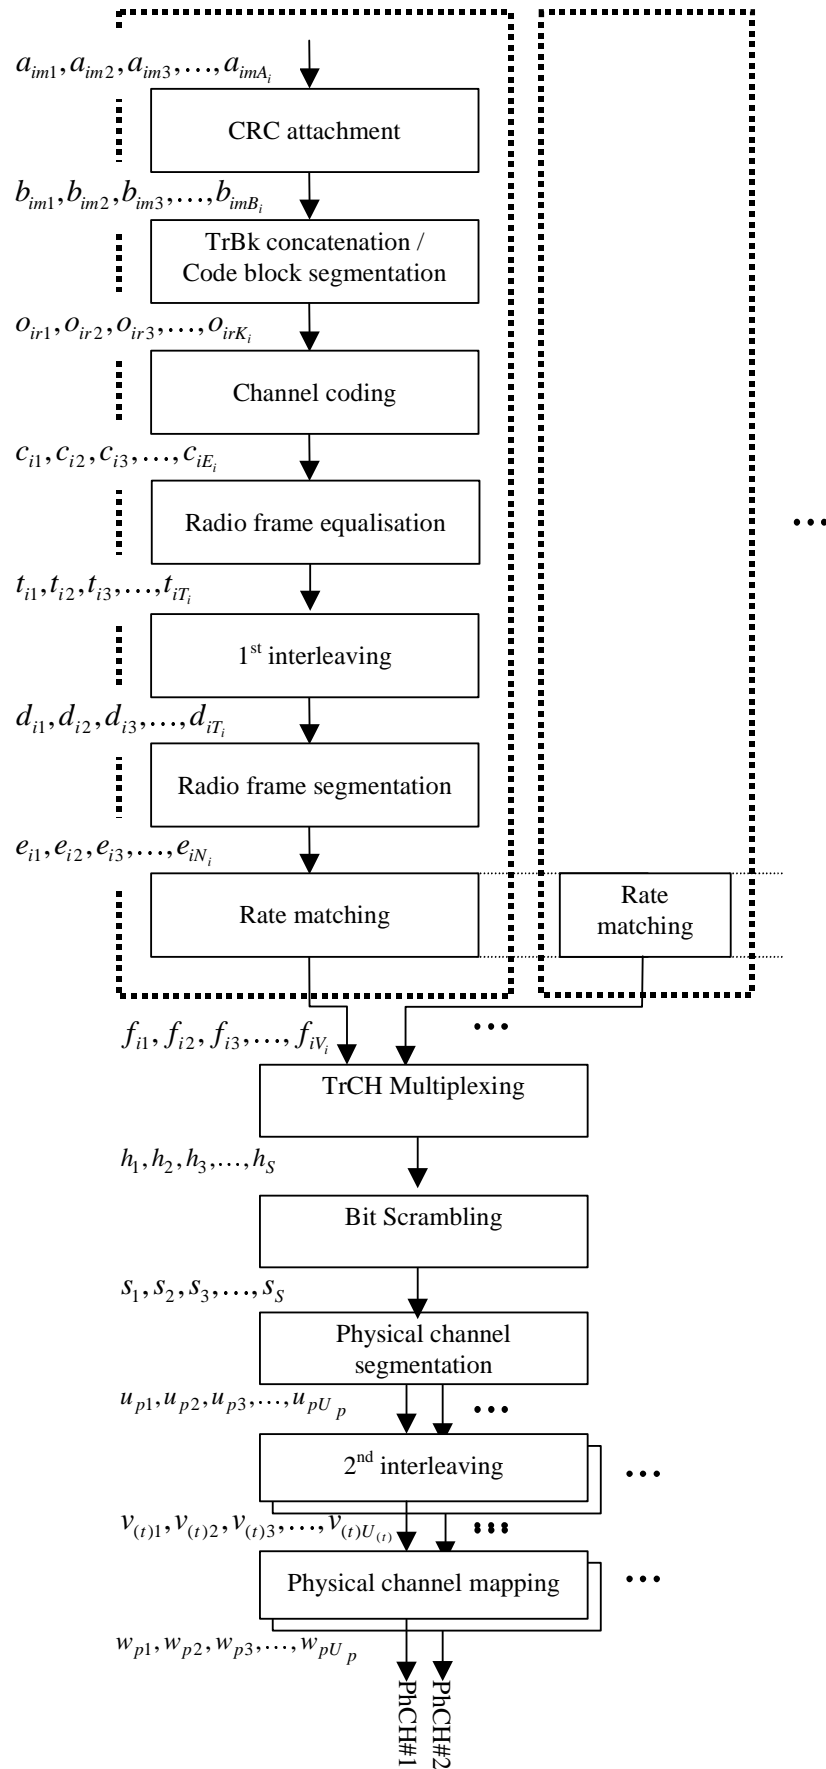 a_{im1}, a_{im2}, a_{im3}, ..., a_{imA_i}
CRC attachment
b_{im1}, b_{im2}, b_{im3}, ..., b_{imB_i}
TrBk concatenation /
Code block segmentation
o_{ir1}, o_{ir2}, o_{ir3}, ..., o_{irK_i}
Channel coding
c_{i1}, c_{i2}, c_{i3}, ..., c_{iE_i}
Radio frame equalisation
...
t_{i1}, t_{i2}, t_{i3}, ..., t_{iT_i}
1^{st} interleaving
d_{i1}, d_{i2}, d_{i3}, ..., d_{iT_i}
Radio frame segmentation
e_{i1}, e_{i2}, e_{i3}, ..., e_{iN_i}
Rate matching
Rate
matching
f_{i1}, f_{i2}, f_{i3}, ..., f_{iV_i}
...
TrCH Multiplexing
h_1, h_2, h_3, ..., h_S
Bit Scrambling
s_1, s_2, s_3, ..., s_S
Physical channel
segmentation
u_{p1}, u_{p2}, u_{p3}, ..., u_{pU_p}
...
2^{nd} interleaving
...
v_{(t)1}, v_{(t)2}, v_{(t)3}, ..., v_{(t)U_{(t)}}
...
Physical channel mapping
...
w_{p1}, w_{p2}, w_{p3}, ..., w_{pU_p}
PhCH#1
PhCH#2